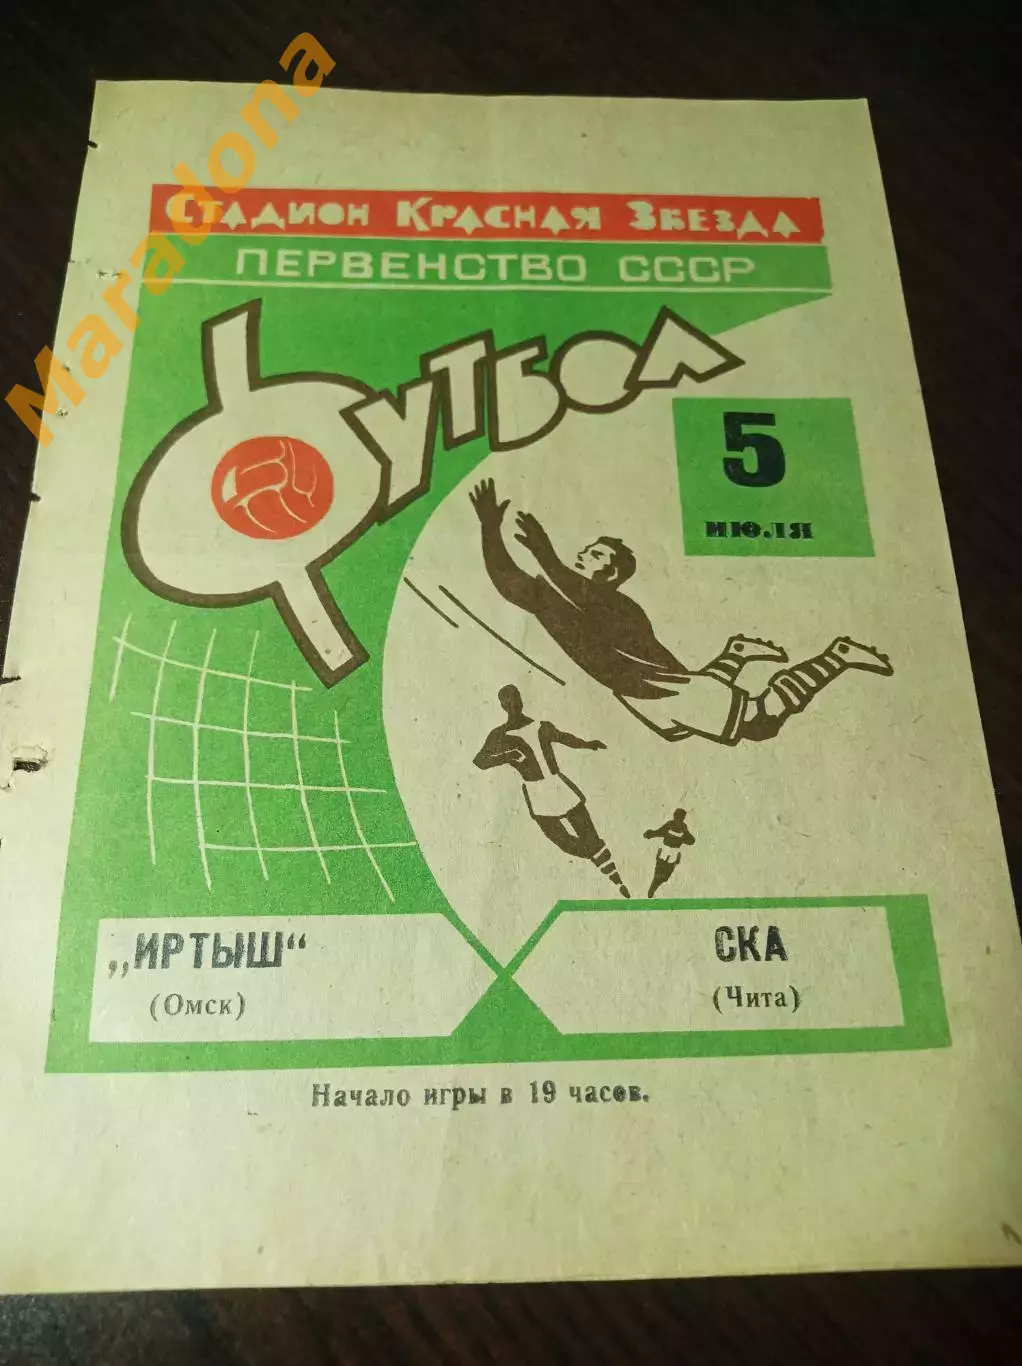 Maradona
СТАДИОН КРАСНАЯ ЗВЕЗДА
ПЕРВЕНСТВО СССР
ФУТБОЛ
5
июля
„ИРТЫШ“
(Омск)
СКА
(Чита)
Начало игры в 19 часов.